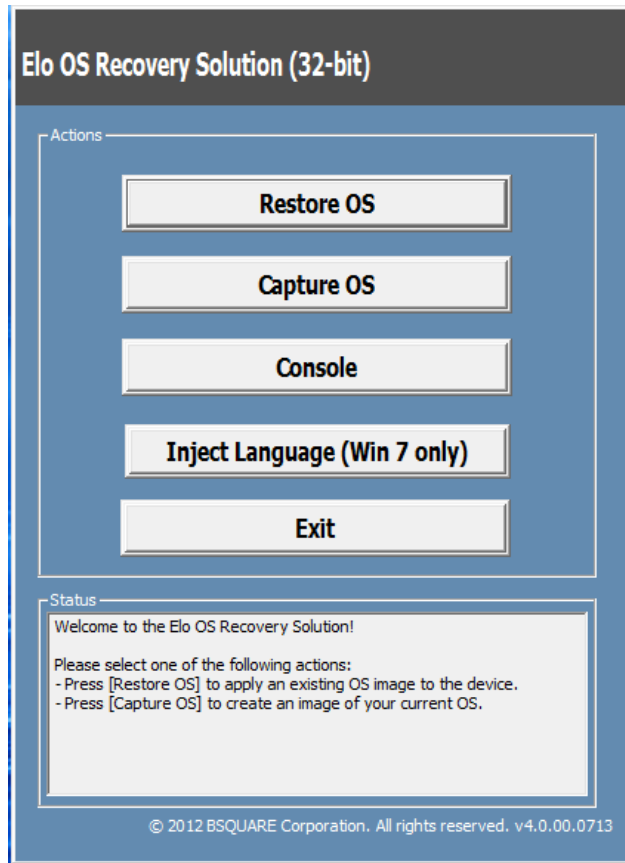 Elo OS Recovery Solution (32-bit)
Actions
Restore OS
Capture OS
Console
Inject Language (Win 7 only)
Exit
Status
Welcome to the Elo OS Recovery Solution!
Please select one of the following actions:
- Press [Restore OS] to apply an existing OS image to the device.
- Press [Capture OS] to create an image of your current OS.
© 2012 BSQUARE Corporation. All rights reserved. v4.0.00.0713